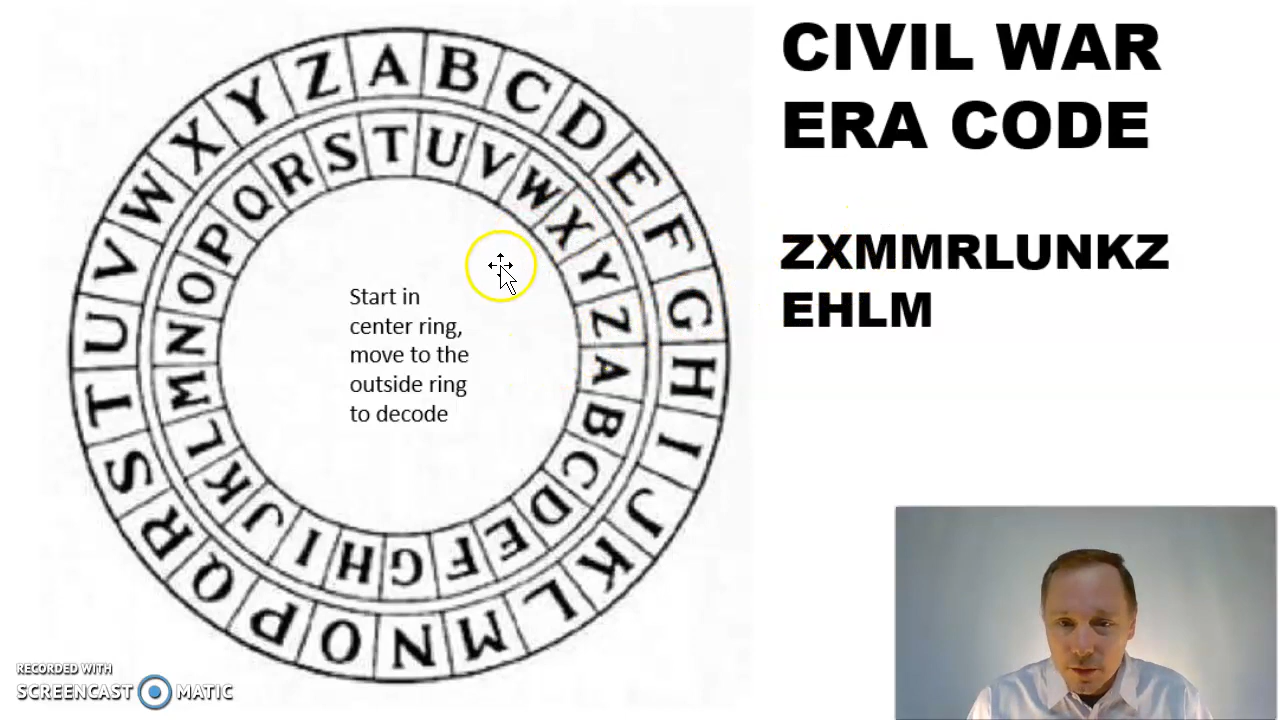 CIVIL WAR
ERA CODE
ZXMMRLUNKZ
EHLM
A B C D E F G H I J K L M N O P Q R S T U V W X Y Z
T U V W X Y Z A B C D E F G H I J K L M N O P Q R S
Start in
center ring,
move to the
outside ring
to decode
RECORDED WITH
SCREENCAST MATIC